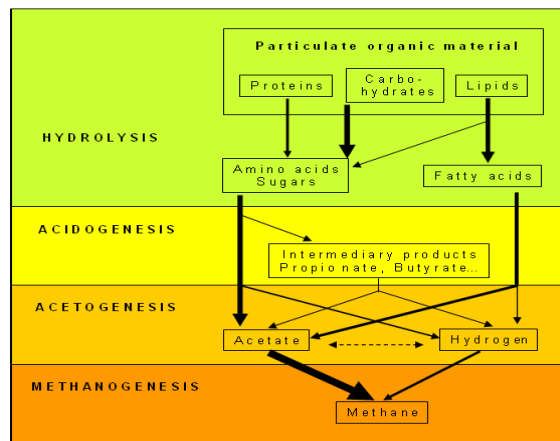 Particulate organic material
Proteins
Carbo-
hydrates
Lipids
HYDROLYSIS
Amino acids
Sugars
Fatty acids
ACIDOGENESIS
Intermediary products
Propionate, Butyrate...
ACETOGENESIS
Acetate
Hydrogen
METHANOGENESIS
Methane